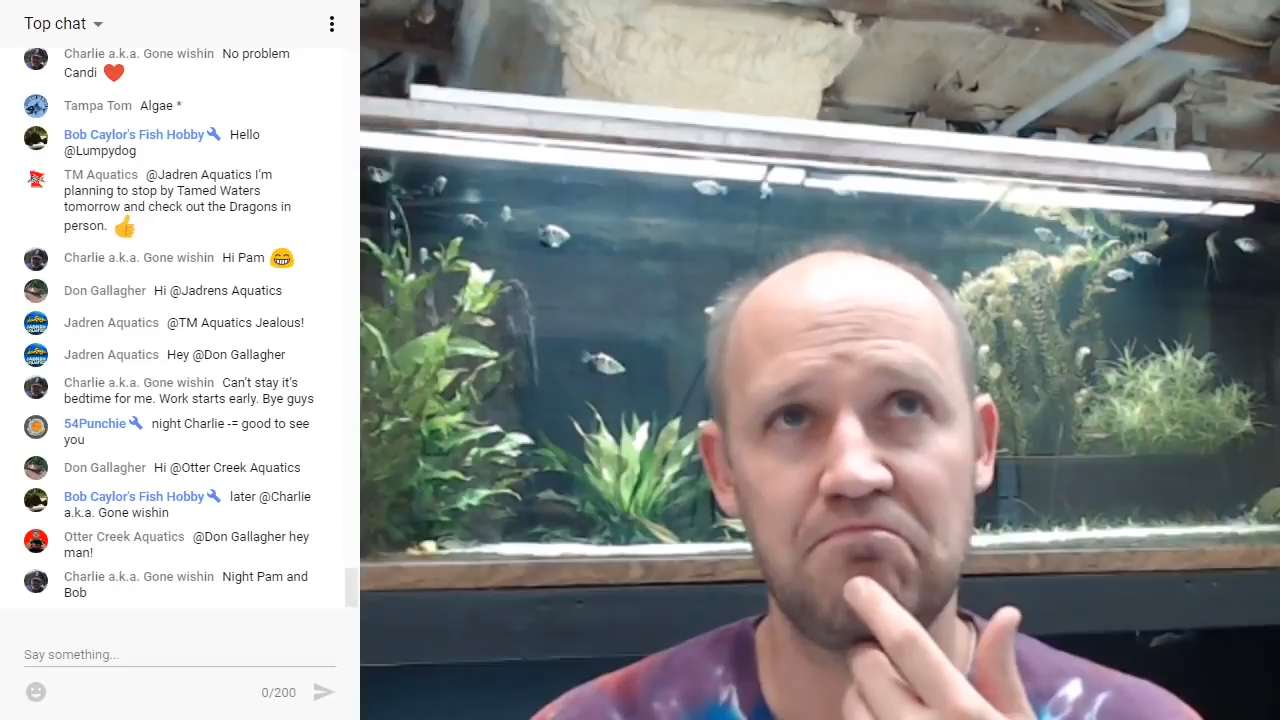 Top chat
Charlie a.k.a. Gone wishin No problem
Candi
Tampa Tom Algae *
Bob Caylor's Fish Hobby Hello
@Lumpydog
TM Aquatics @Jadren Aquatics I'm
planning to stop by Tamed Waters
tomorrow and check out the Dragons in
person.
Charlie a.k.a. Gone wishin Hi Pam
Don Gallagher Hi @Jadrens Aquatics
Jadren Aquatics @TM Aquatics Jealous!
Jadren Aquatics Hey @Don Gallagher
Charlie a.k.a. Gone wishin Can't stay it's
bedtime for me. Work starts early. Bye guys
54Punchie night Charlie -= good to see
you
Don Gallagher Hi @Otter Creek Aquatics
Bob Caylor's Fish Hobby later @Charlie
a.k.a. Gone wishin
Otter Creek Aquatics @Don Gallagher hey
man!
Charlie a.k.a. Gone wishin Night Pam and
Bob
Say something...
0/200